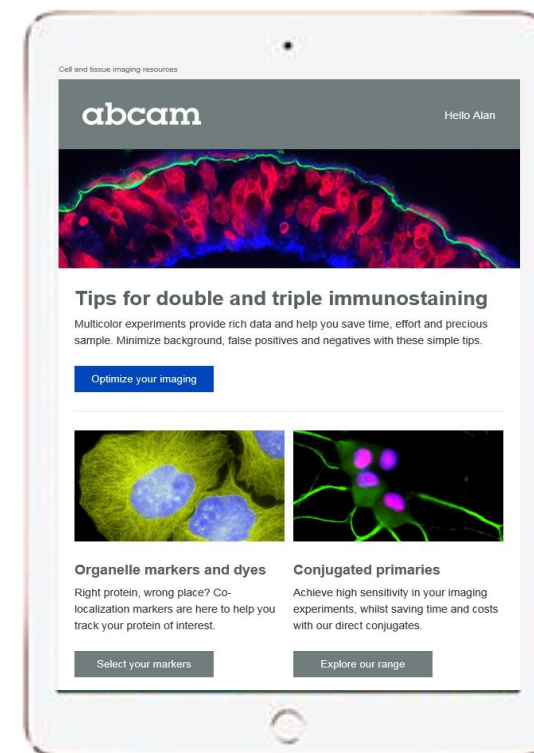 Cell and tissue imaging resources
abcam
Hello Alan
Tips for double and triple immunostaining
Multicolor experiments provide rich data and help you save time, effort and precious
sample. Minimize background, false positives and negatives with these simple tips.
Optimize your imaging
Organelle markers and dyes
Right protein, wrong place? Co-
localization markers are here to help you
track your protein of interest.
Select your markers
Conjugated primaries
Achieve high sensitivity in your imaging
experiments, whilst saving time and costs
with our direct conjugates.
Explore our range